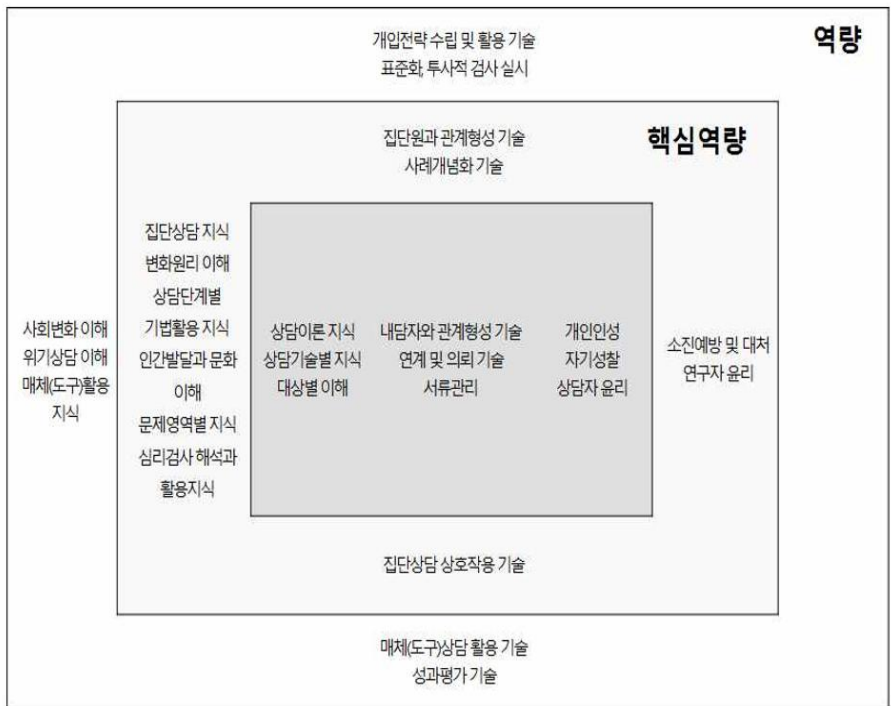 개입전략 수립 및 활용 기술
표준화, 투사적 검사 실시
역량
집단원과 관계형성 기술
사례개념화 기술
핵심역량
사회변화 이해
위기상담 이해
매체(도구)활용
지식
집단상담 지식
변화원리 이해
상담단계별
기법활용 지식
인간발달과 문화
이해
문제영역별 지식
심리검사 해석과
활용지식
상담이론 지식
상담기술별 지식
대상별 이해
내담자와 관계형성 기술
연계 및 의뢰 기술
서류관리
개인인성
자기성찰
상담자 윤리
소진예방 및 대처
연구자 윤리
집단상담 상호작용 기술
매체(도구)상담 활용 기술
성과평가 기술